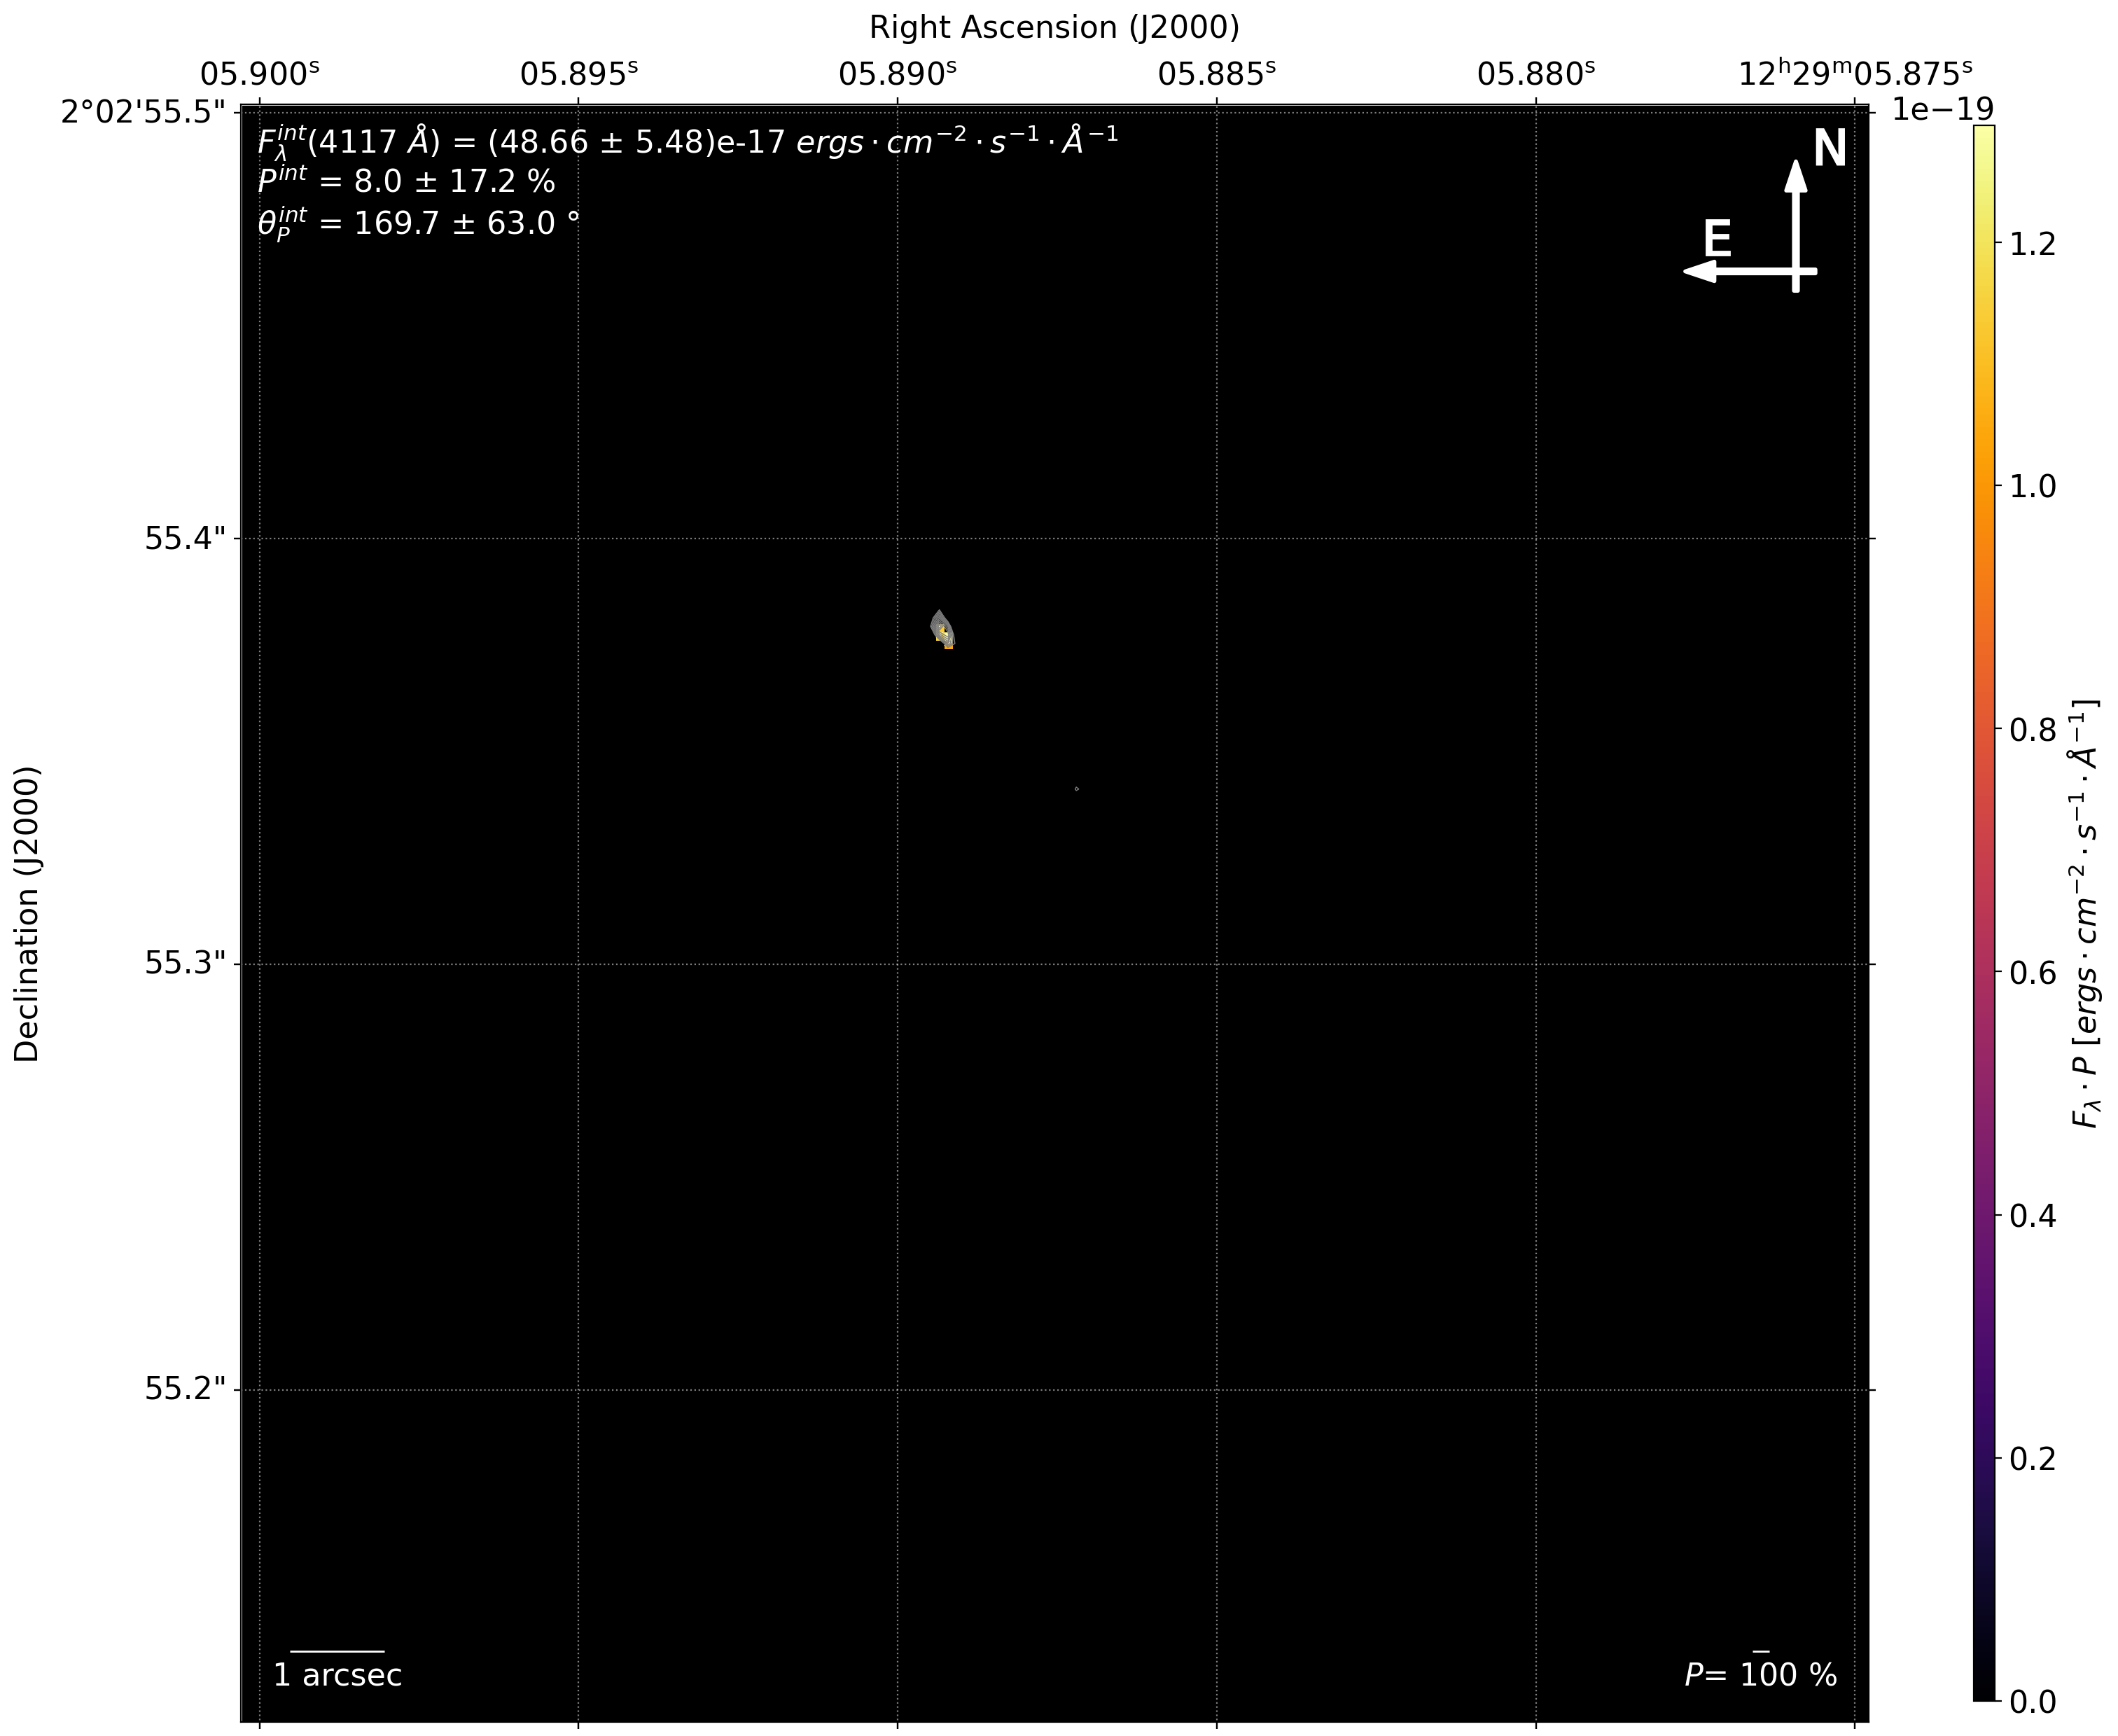 Right Ascension (J2000)
05.900ˢ 05.895ˢ 05.890ˢ 05.885ˢ 05.880ˢ 12ʰ29ᵐ05.875ˢ
2°02'55.5"
1e−19
F_λ^int(4117 Å) = (48.66 ± 5.48)e-17 ergs · cm⁻² · s⁻¹ · Å⁻¹
P^int = 8.0 ± 17.2 %
θ_P^int = 169.7 ± 63.0 °
N
E
1.2
1.0
0.8
0.6
0.4
0.2
0.0
55.4"
55.3"
55.2"
Declination (J2000)
F_λ · P [ergs · cm⁻² · s⁻¹ · Å⁻¹]
1 arcsec
P= 100 %